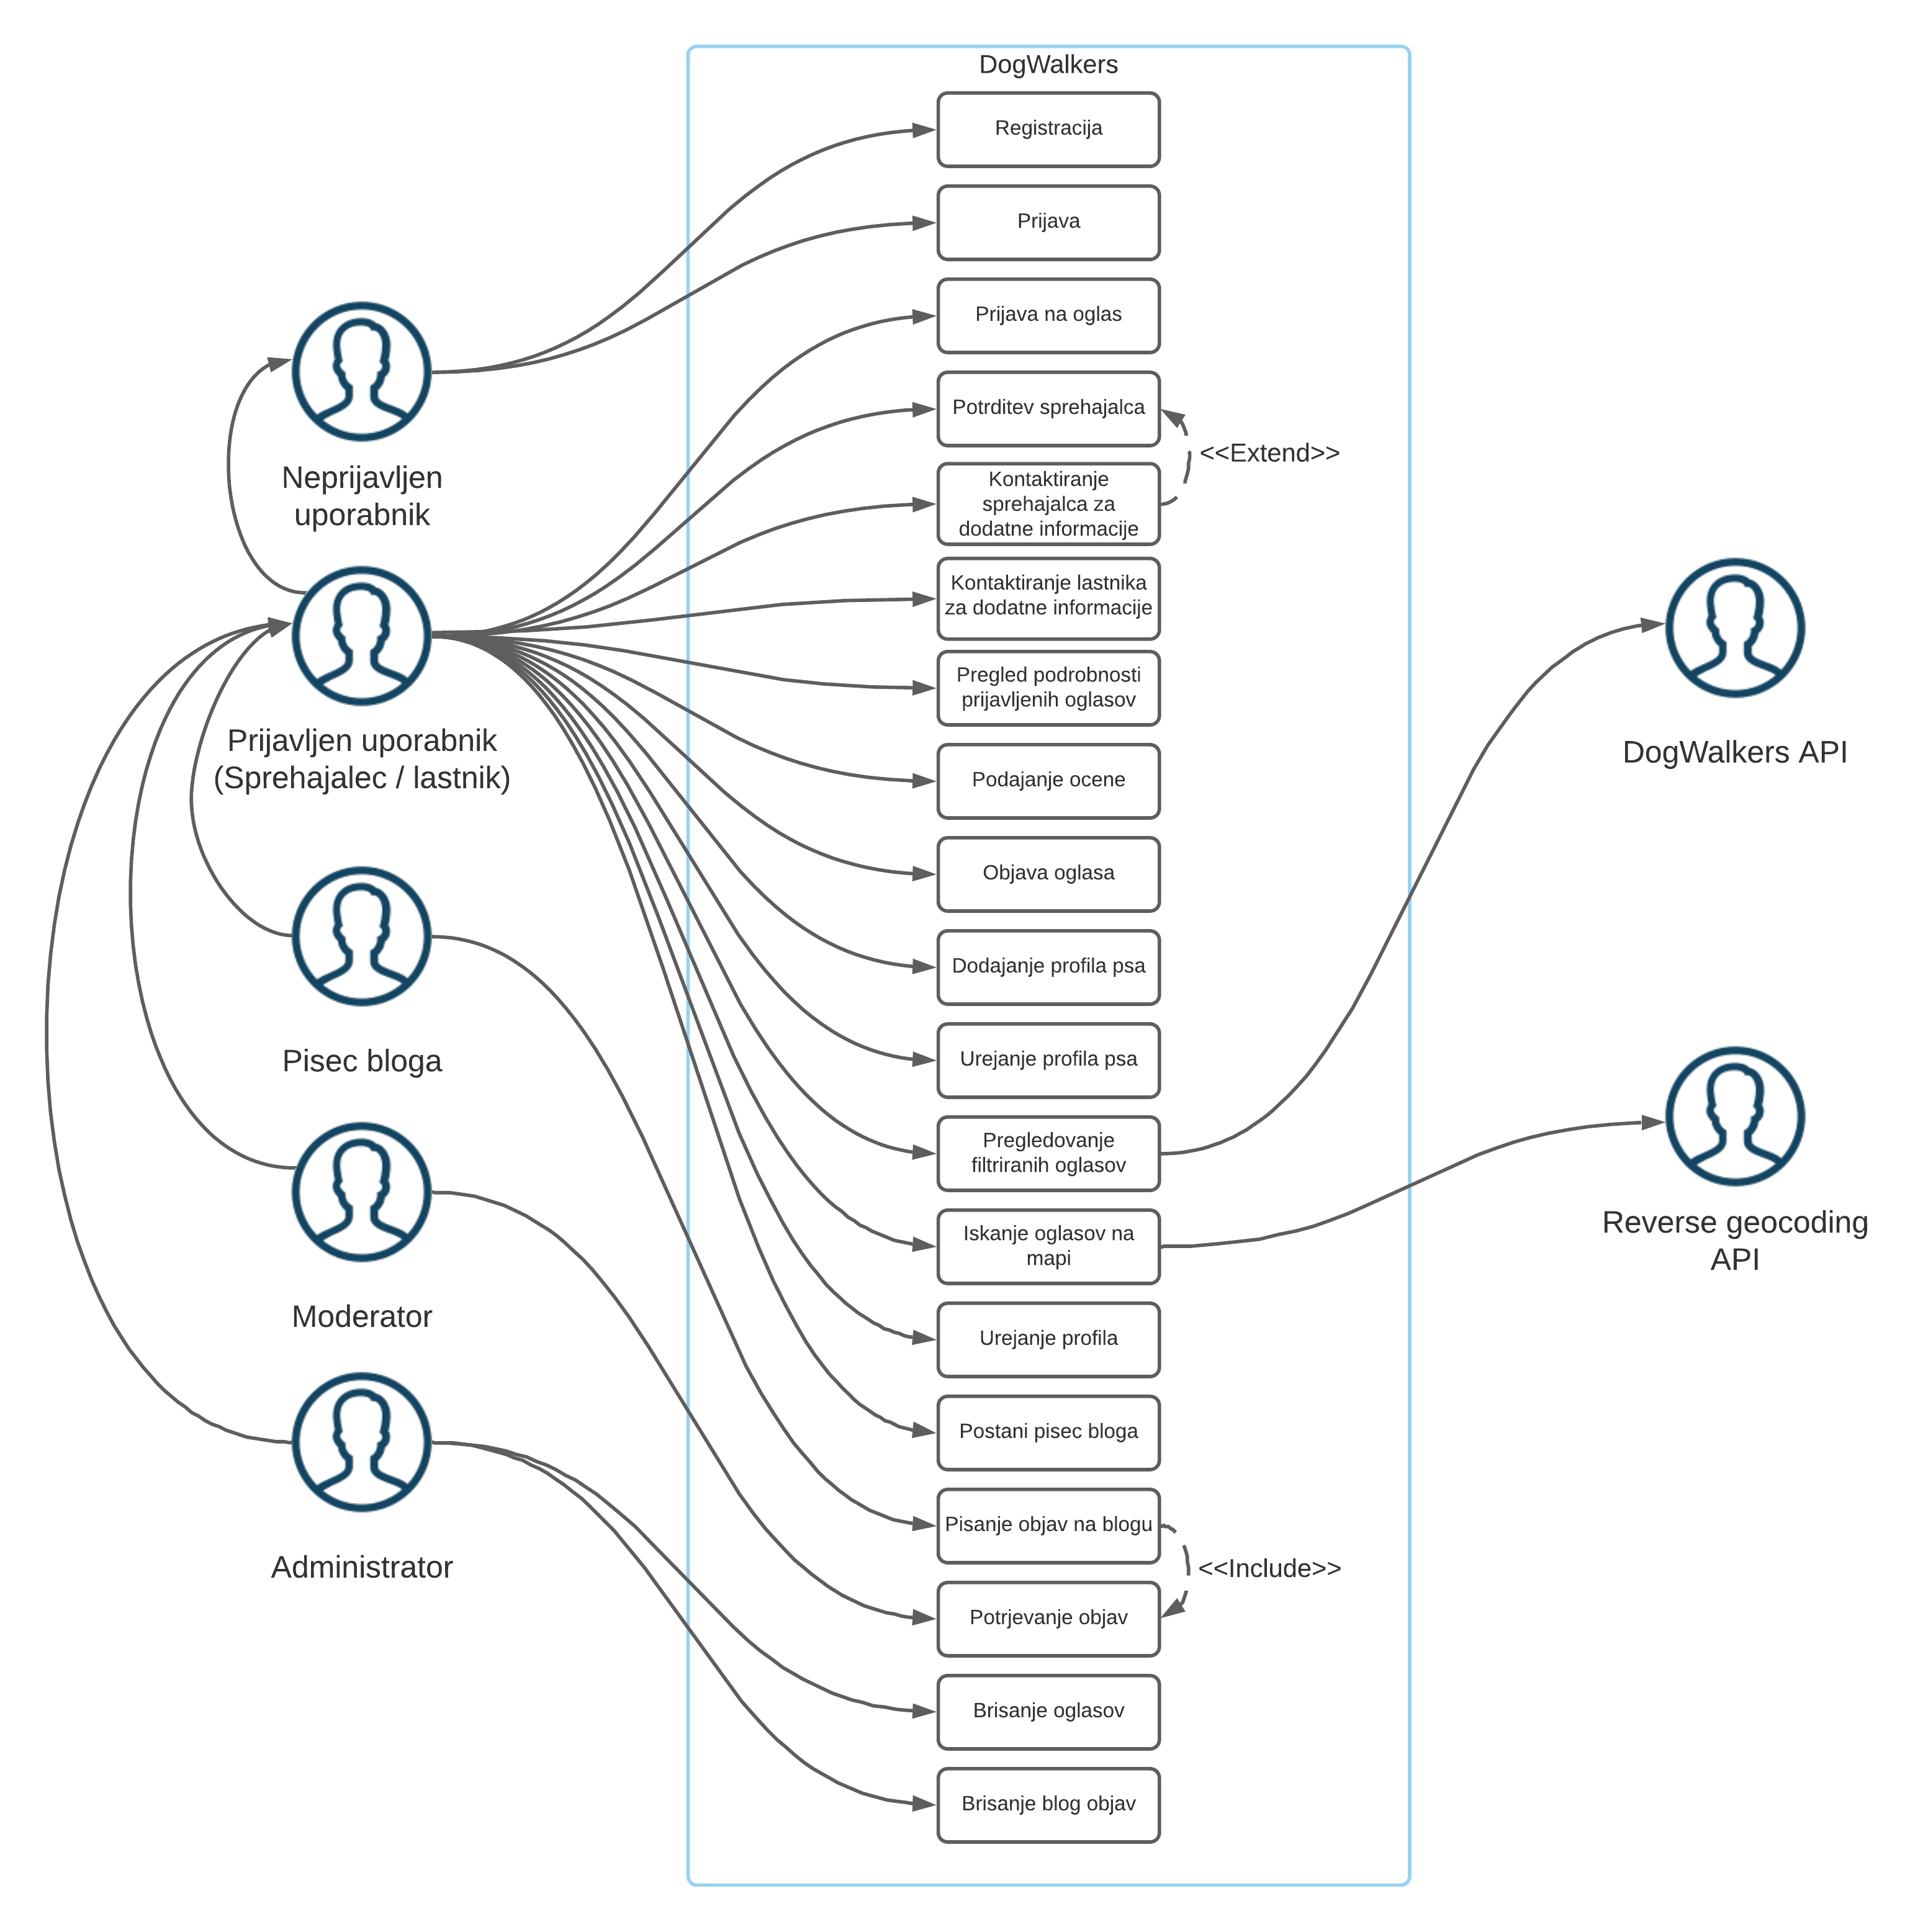 DogWalkers
Registracija
Prijava
Prijava na oglas
Potrditev sprehajalca
<<Extend>>
Kontaktiranje
sprehajalca za
dodatne informacije
Kontaktiranje lastnika
za dodatne informacije
Pregled podrobnosti
prijavljenih oglasov
Podajanje ocene
Objava oglasa
Dodajanje profila psa
Urejanje profila psa
Pregledovanje
filtriranih oglasov
Iskanje oglasov na
mapi
Urejanje profila
Postani pisec bloga
Pisanje objav na blogu
<<Include>>
Potrjevanje objav
Brisanje oglasov
Brisanje blog objav
Neprijavljen
uporabnik
Prijavljen uporabnik
(Sprehajalec / lastnik)
Pisec bloga
Moderator
Administrator
DogWalkers API
Reverse geocoding
API